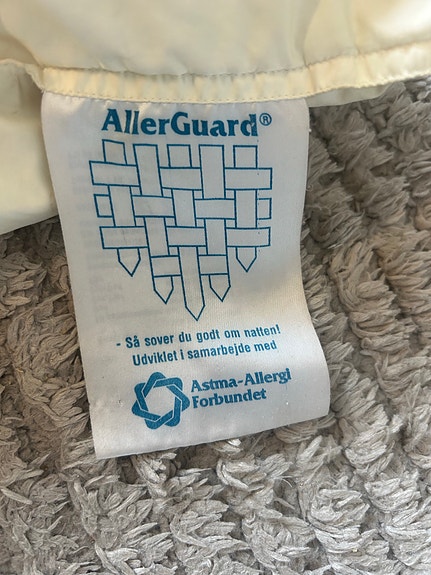 AllerGuard®
- Så sover du godt om natten!
Udviklet i samarbejde med
Astma-Allergi
Forbundet